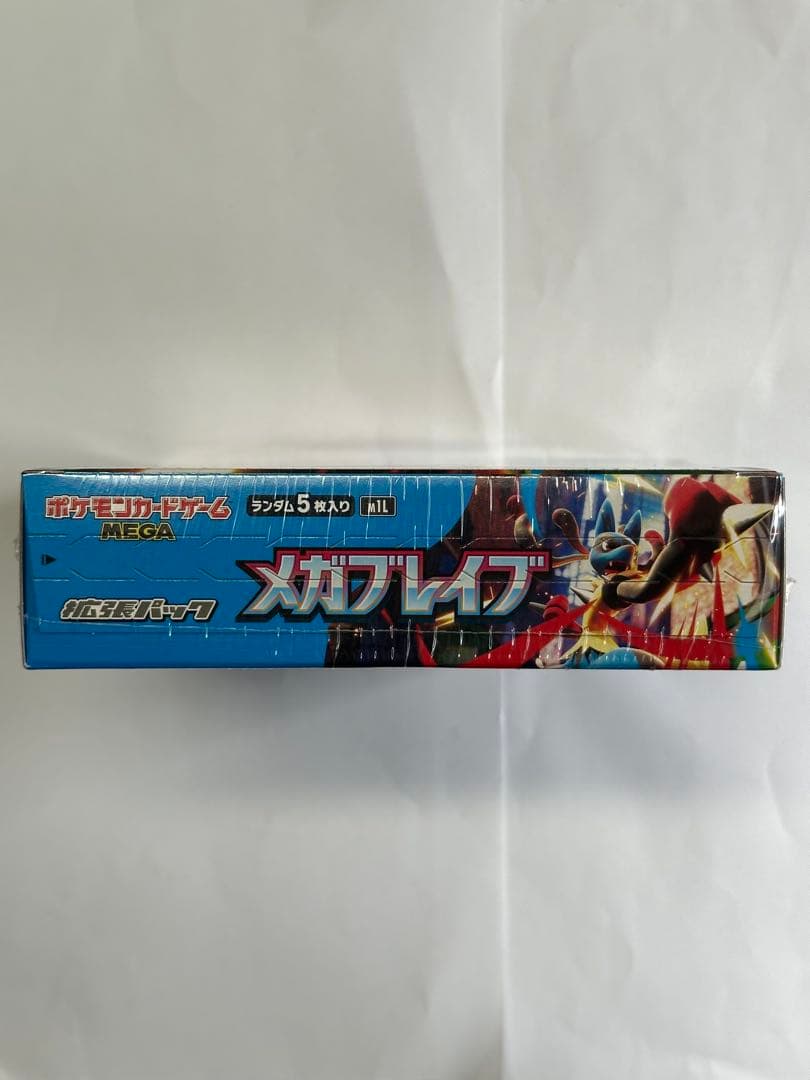 ポケモンカードゲーム
MEGA
ランダム5枚入り M1L
メガブレイブ
拡張パック